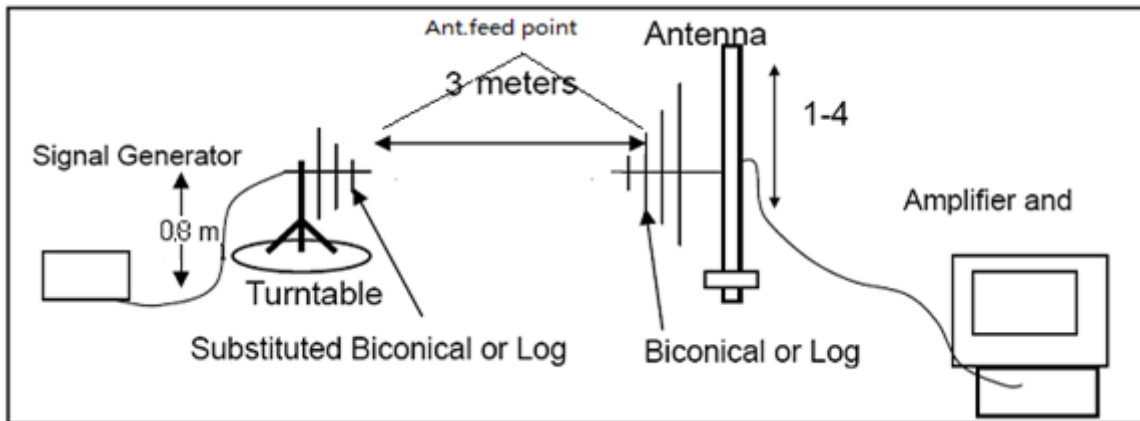 Ant.feed point
Antenna
3 meters
1-4
Signal Generator
0.8 m
Amplifier and
Turntable
Substituted Biconical or Log
Biconical or Log